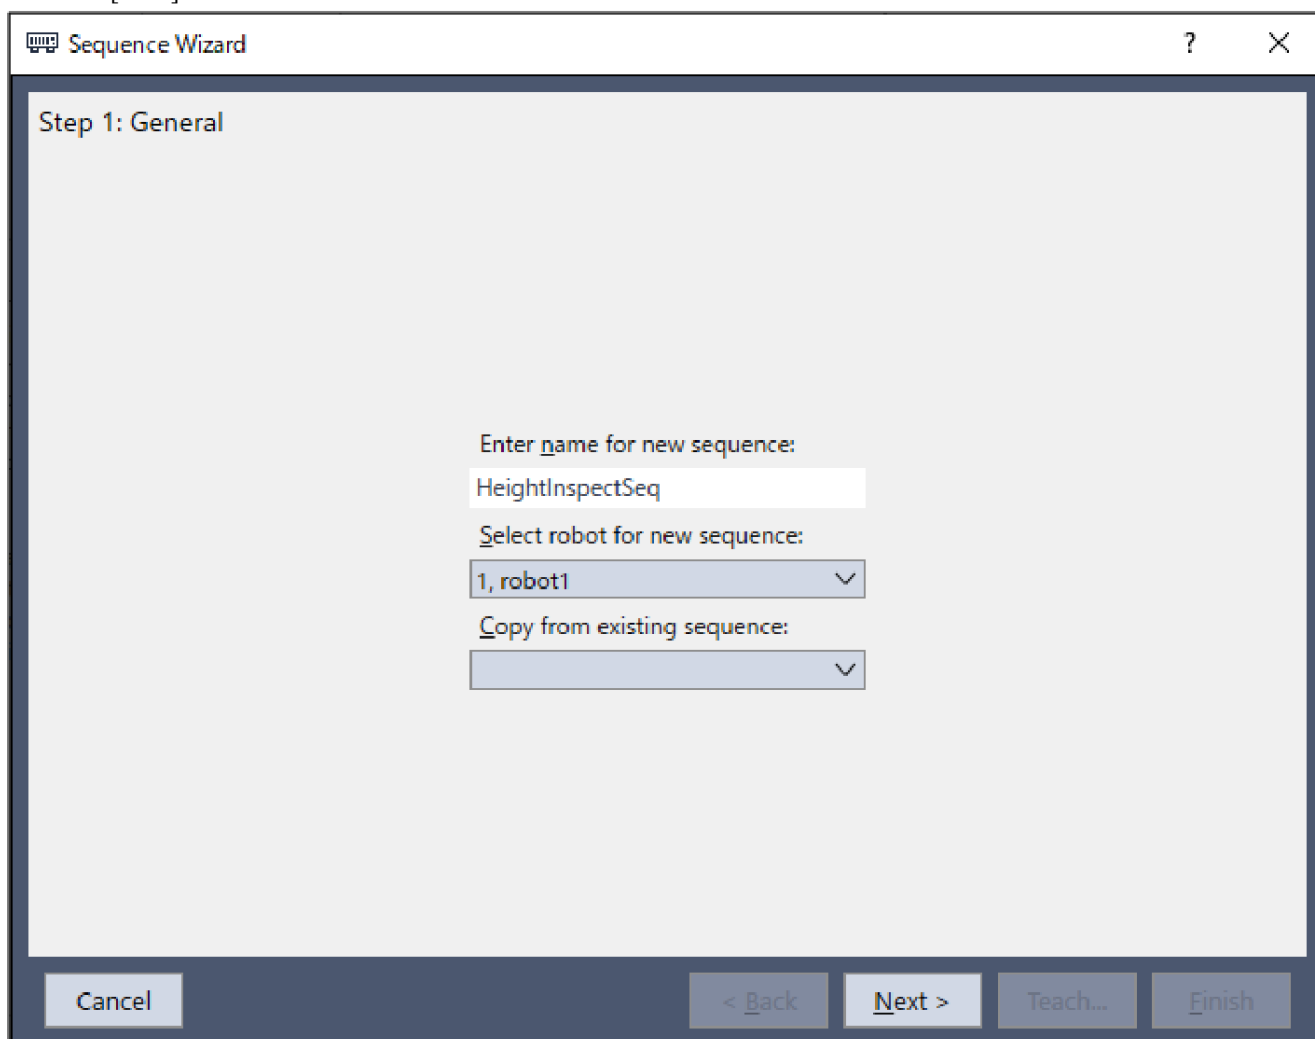 Sequence Wizard ?
Step 1: General
Enter name for new sequence:
HeightInspectSeq
Select robot for new sequence:
1, robot1
Copy from existing sequence:
Cancel < Back Next > Teach... Finish